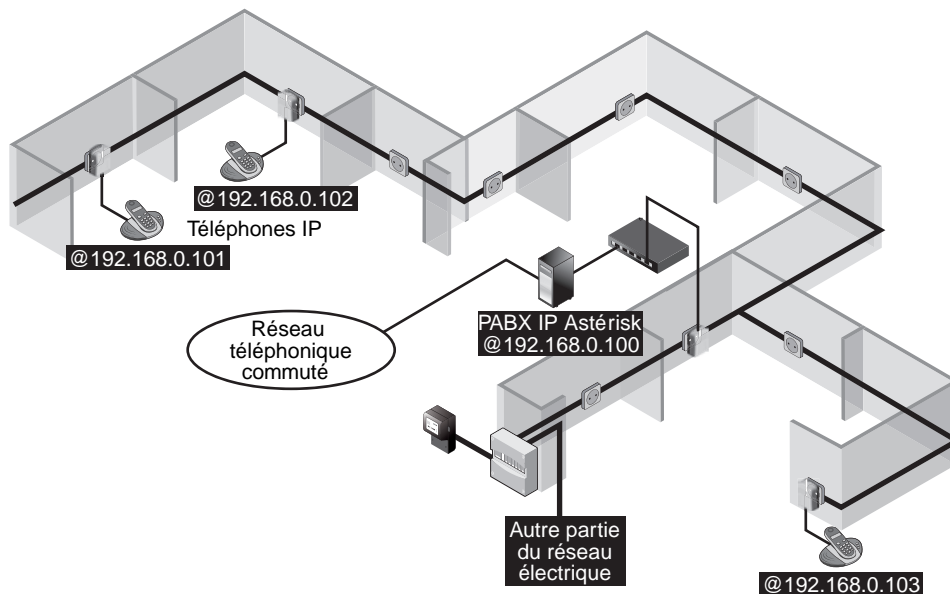 @192.168.0.102
Téléphones IP
@192.168.0.101
Réseau
téléphonique
commuté
PABX IP Astérisk
@192.168.0.100
Autre partie
du réseau
électrique
@192.168.0.103